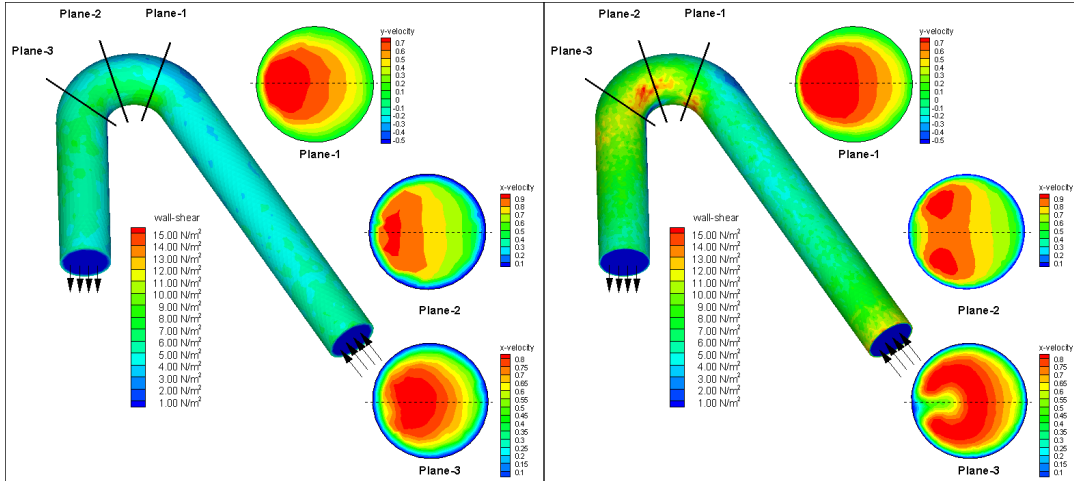 Plane-2
Plane-1
Plane-3
y-velocity
0.7
0.6
0.5
0.4
0.3
0.2
0.1
0
-0.1
-0.2
-0.3
-0.4
-0.5
Plane-1
x-velocity
0.9
0.8
0.7
0.6
0.5
0.4
0.3
0.2
0.1
Plane-2
wall-shear
15.00 N/m²
14.00 N/m²
13.00 N/m²
12.00 N/m²
11.00 N/m²
10.00 N/m²
9.00 N/m²
8.00 N/m²
7.00 N/m²
6.00 N/m²
5.00 N/m²
4.00 N/m²
3.00 N/m²
2.00 N/m²
1.00 N/m²
x-velocity
0.8
0.75
0.7
0.65
0.6
0.55
0.5
0.45
0.4
0.35
0.3
0.25
0.2
0.15
0.1
Plane-3
Plane-2
Plane-1
Plane-3
y-velocity
0.7
0.6
0.5
0.4
0.3
0.2
0.1
0
-0.1
-0.2
-0.3
-0.4
-0.5
Plane-1
x-velocity
0.9
0.8
0.7
0.6
0.5
0.4
0.3
0.2
0.1
Plane-2
wall-shear
15.00 N/m²
14.00 N/m²
13.00 N/m²
12.00 N/m²
11.00 N/m²
10.00 N/m²
9.00 N/m²
8.00 N/m²
7.00 N/m²
6.00 N/m²
5.00 N/m²
4.00 N/m²
3.00 N/m²
2.00 N/m²
1.00 N/m²
x-velocity
0.8
0.75
0.7
0.65
0.6
0.55
0.5
0.45
0.4
0.35
0.3
0.25
0.2
0.15
0.1
Plane-3